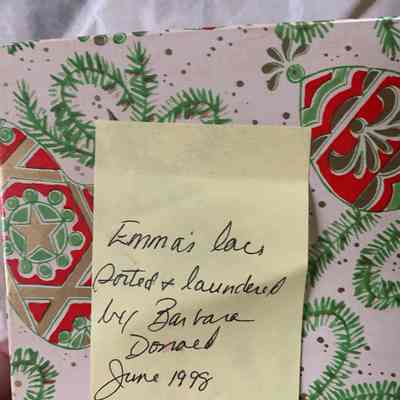 Emma's lace
sorted + laundered
by Barbara
Donald
June 1998